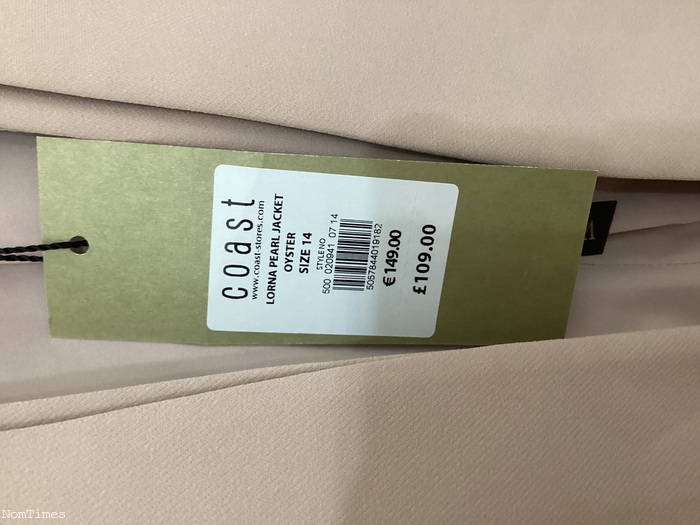 coast
www.coast-stores.com
LORNA PEARL JACKET
OYSTER
SIZE 14
STYLE NO
500 020941 07 14
5057844019182
€149.00
£109.00
NomTimes